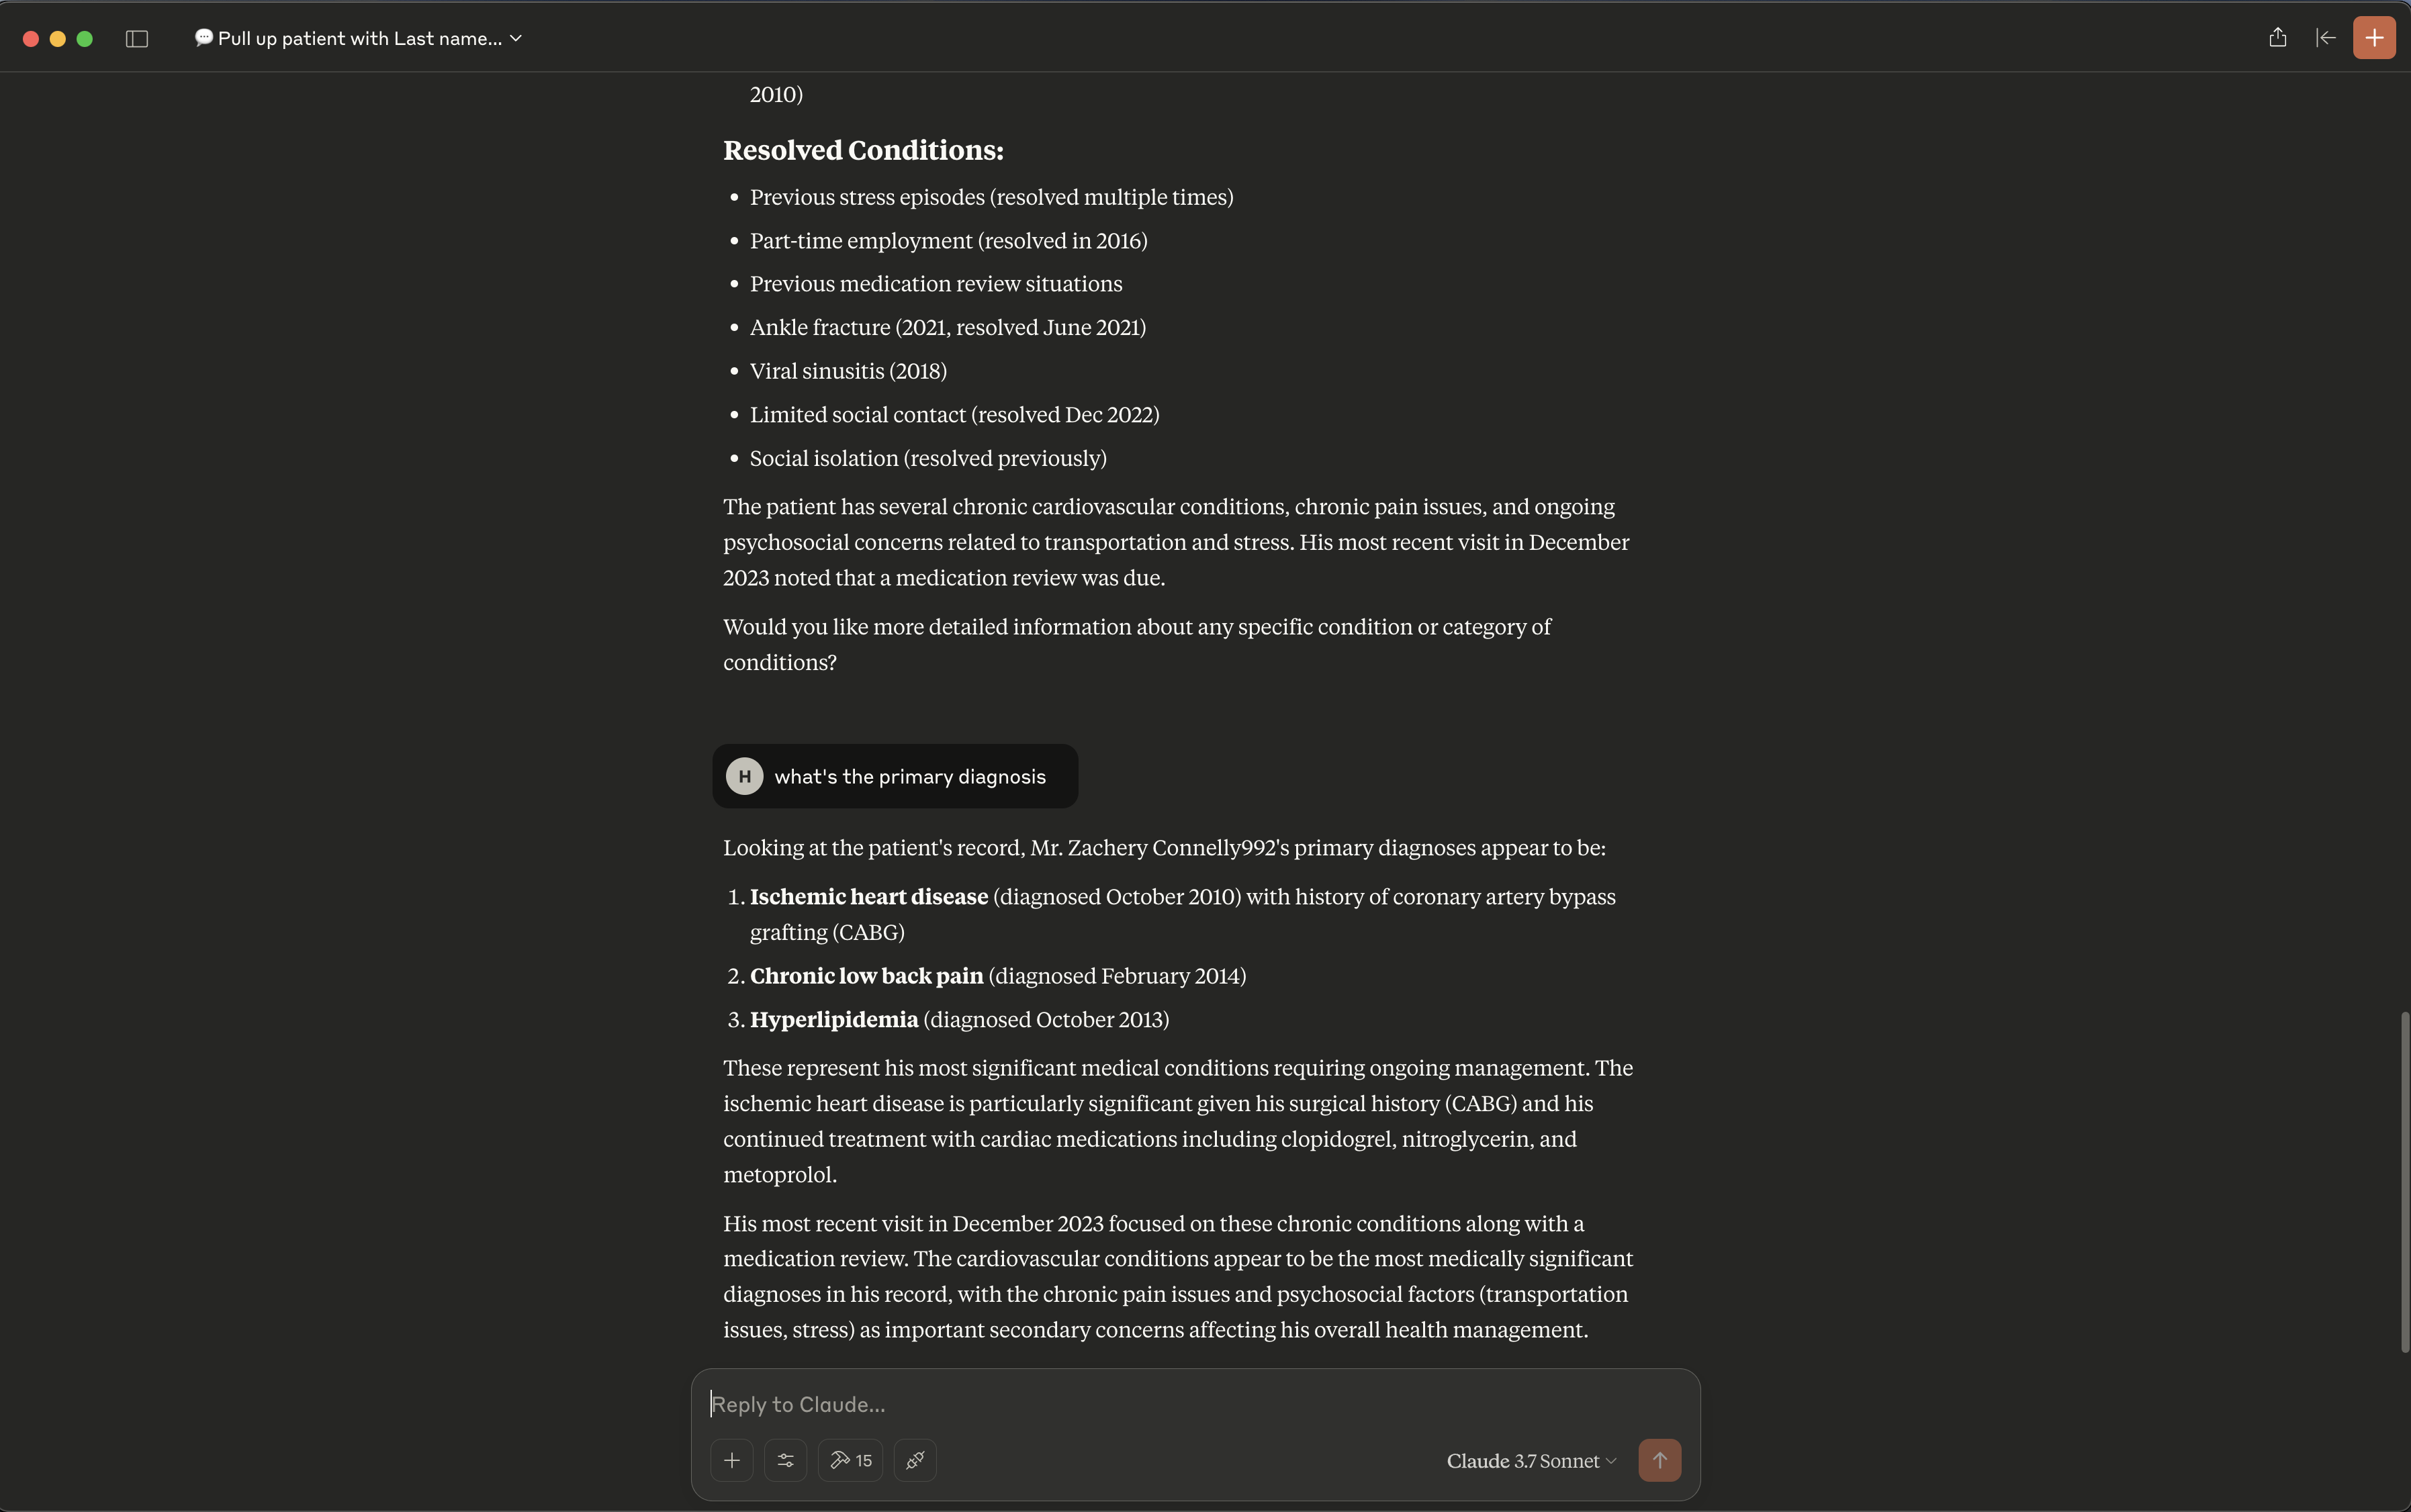 Pull up patient with Last name...
2010)
Resolved Conditions:
• Previous stress episodes (resolved multiple times)
• Part-time employment (resolved in 2016)
• Previous medication review situations
• Ankle fracture (2021, resolved June 2021)
• Viral sinusitis (2018)
• Limited social contact (resolved Dec 2022)
• Social isolation (resolved previously)
The patient has several chronic cardiovascular conditions, chronic pain issues, and ongoing
psychosocial concerns related to transportation and stress. His most recent visit in December
2023 noted that a medication review was due.
Would you like more detailed information about any specific condition or category of
conditions?
H what's the primary diagnosis
Looking at the patient's record, Mr. Zachery Connelly992's primary diagnoses appear to be:
1. Ischemic heart disease (diagnosed October 2010) with history of coronary artery bypass
grafting (CABG)
2. Chronic low back pain (diagnosed February 2014)
3. Hyperlipidemia (diagnosed October 2013)
These represent his most significant medical conditions requiring ongoing management. The
ischemic heart disease is particularly significant given his surgical history (CABG) and his
continued treatment with cardiac medications including clopidogrel, nitroglycerin, and
metoprolol.
His most recent visit in December 2023 focused on these chronic conditions along with a
medication review. The cardiovascular conditions appear to be the most medically significant
diagnoses in his record, with the chronic pain issues and psychosocial factors (transportation
issues, stress) as important secondary concerns affecting his overall health management.
Reply to Claude...
15
Claude 3.7 Sonnet